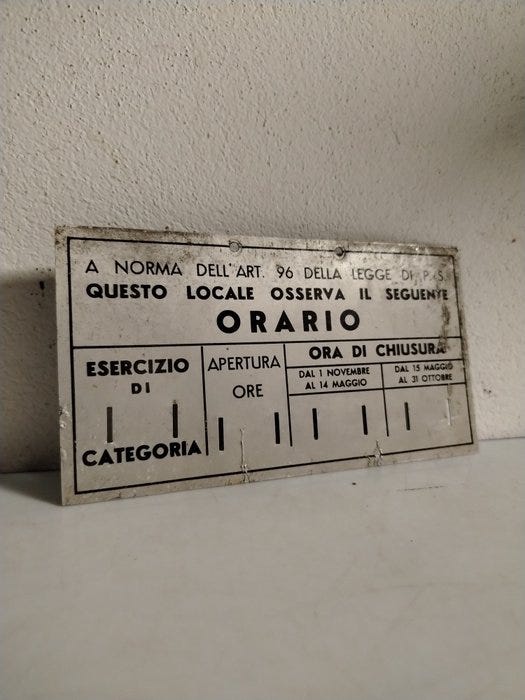 A NORMA DELL'ART. 96 DELLA LEGGE DI P.S.
QUESTO LOCALE OSSERVA IL SEGUENTE
ORARIO
ESERCIZIO
DI
CATEGORIA
APERTURA
ORE
ORA DI CHIUSURA
DAL 1 NOVEMBRE
AL 14 MAGGIO
DAL 15 MAGGIO
AL 31 OTTOBRE